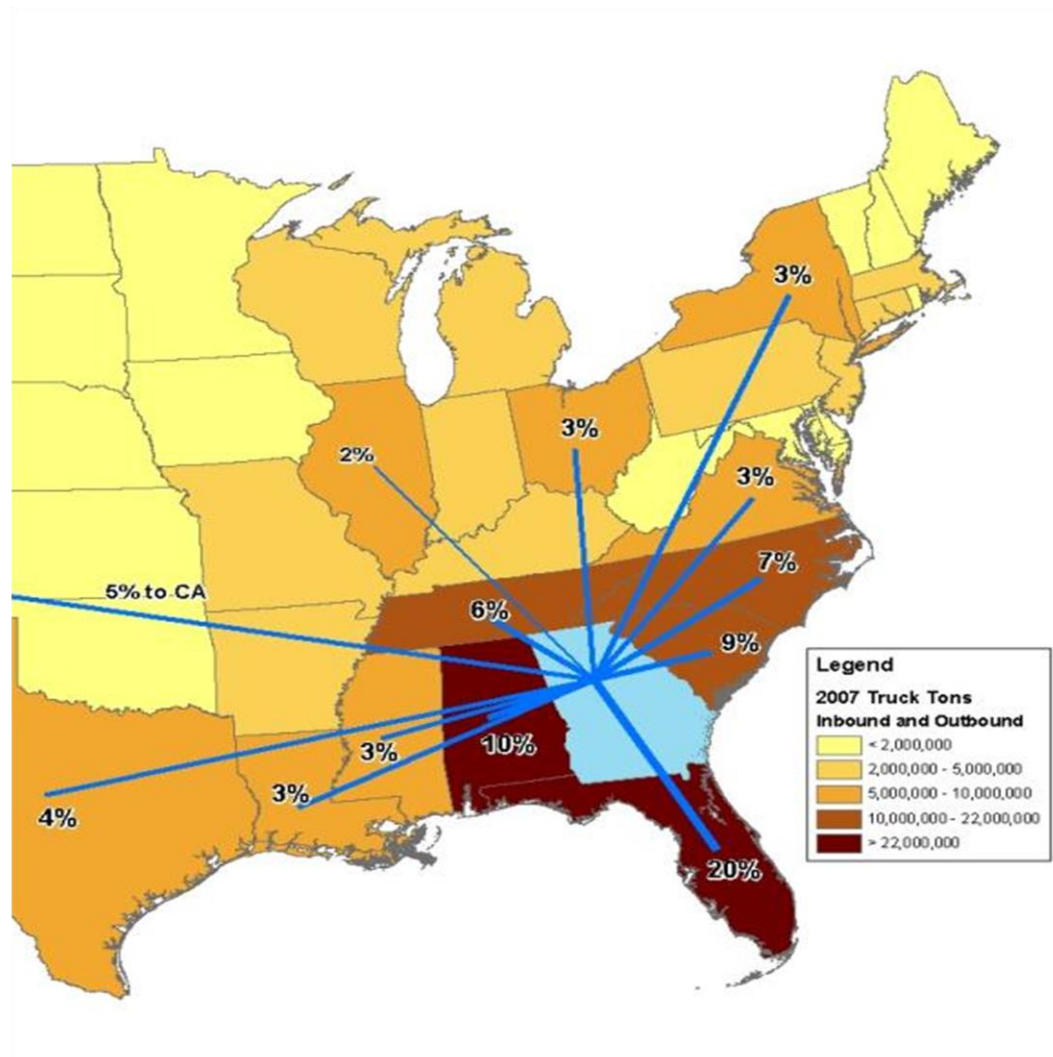 3%
3%
2%
3%
7%
5% to CA
6%
9%
3%
10%
3%
4%
20%
Legend
2007 Truck Tons
Inbound and Outbound
< 2,000,000
2,000,000 - 5,000,000
5,000,000 - 10,000,000
10,000,000 - 22,000,000
> 22,000,000